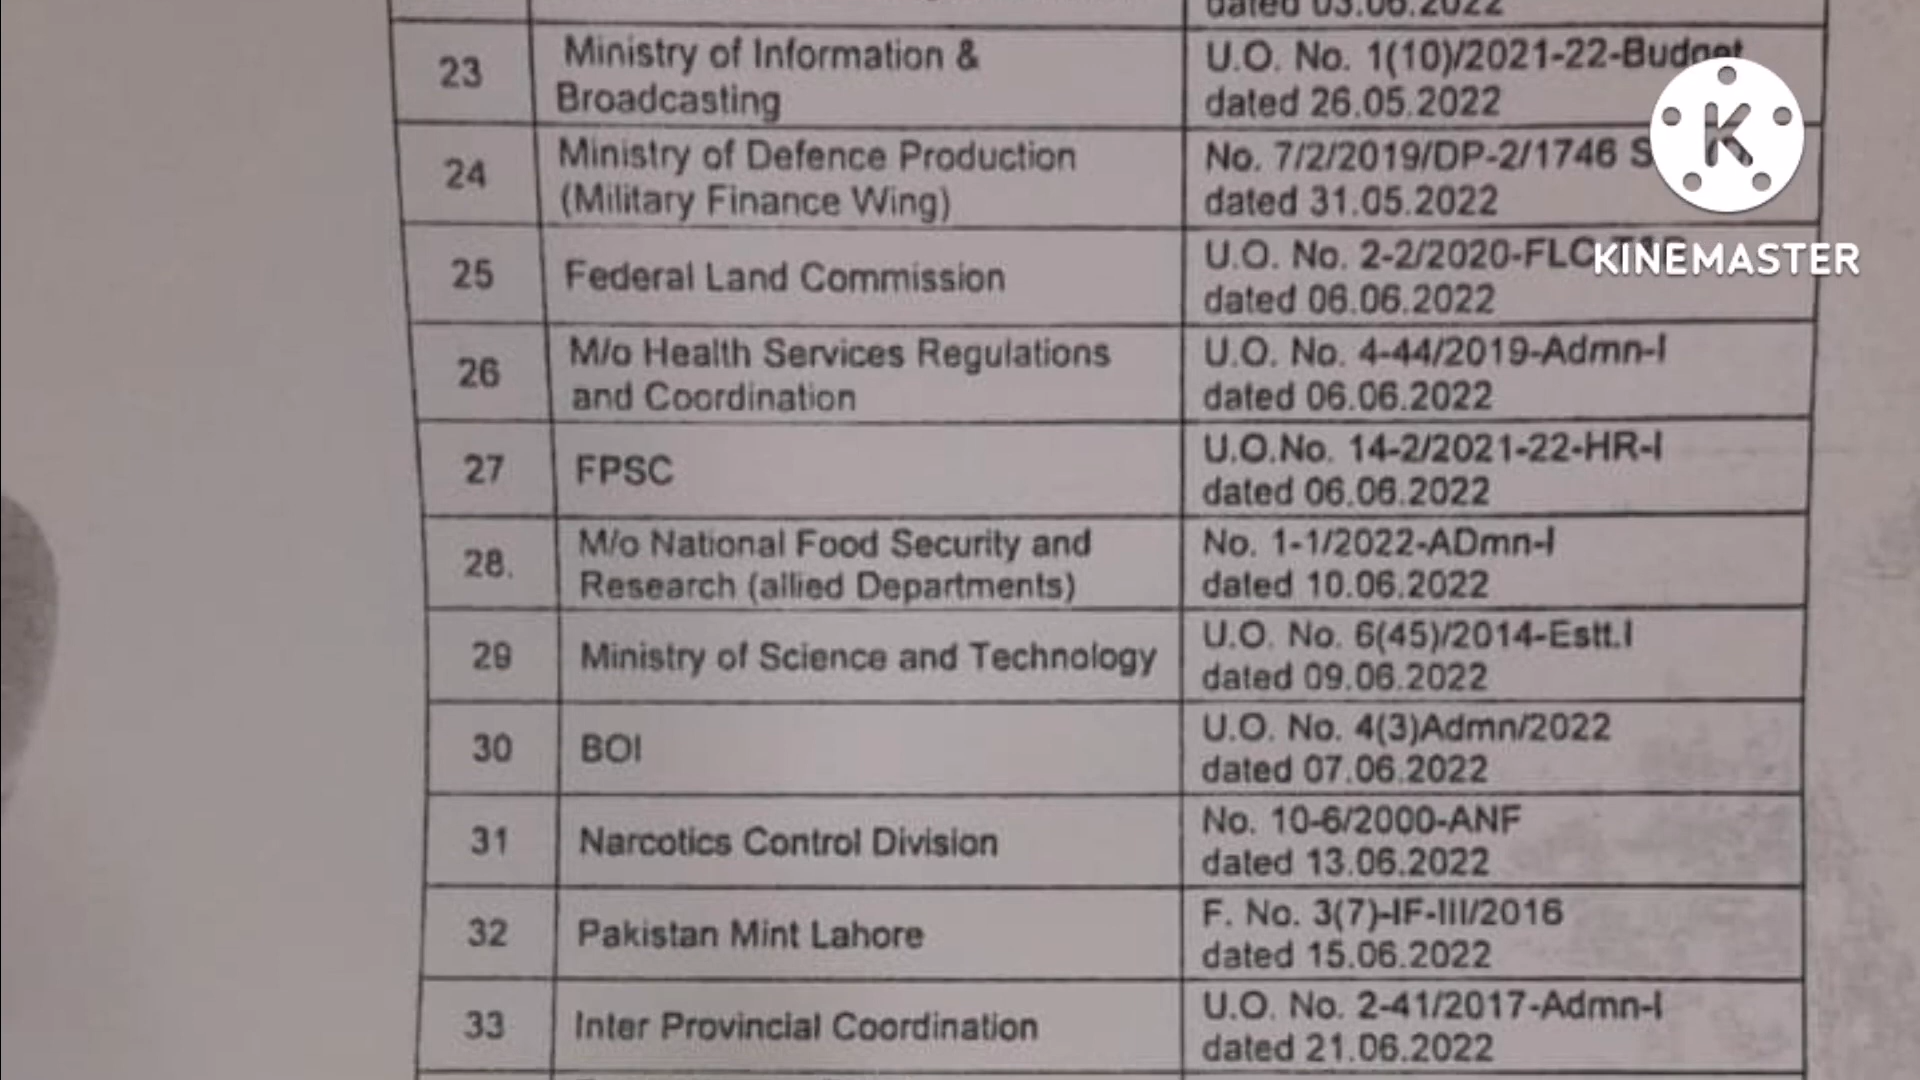 dated 03.06.2022
23
Ministry of Information &
Broadcasting
U.O. No. 1(10)/2021-22-Budget
dated 26.05.2022
24
Ministry of Defence Production
(Military Finance Wing)
No. 7/2/2019/DP-2/1746 S
dated 31.05.2022
25
Federal Land Commission
U.O. No. 2-2/2020-FLC
dated 06.06.2022
26
M/o Health Services Regulations
and Coordination
U.O. No. 4-44/2019-Admn-I
dated 06.06.2022
27
FPSC
U.O.No. 14-2/2021-22-HR-I
dated 06.06.2022
28.
M/o National Food Security and
Research (allied Departments)
No. 1-1/2022-ADmn-I
dated 10.06.2022
29
Ministry of Science and Technology
U.O. No. 6(45)/2014-Estt.I
dated 09.06.2022
30
BOI
U.O. No. 4(3)Admn/2022
dated 07.06.2022
31
Narcotics Control Division
No. 10-6/2000-ANF
dated 13.06.2022
32
Pakistan Mint Lahore
F. No. 3(7)-IF-III/2016
dated 15.06.2022
33
Inter Provincial Coordination
U.O. No. 2-41/2017-Admn-I
dated 21.06.2022
K
KINEMASTER